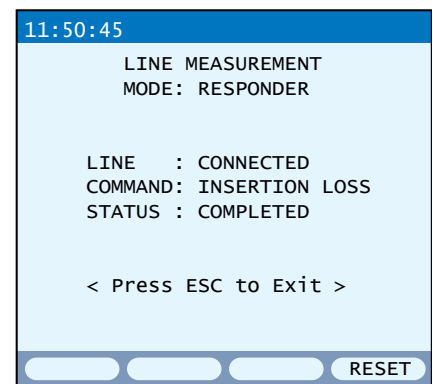 11:50:45
LINE MEASUREMENT
MODE: RESPONDER
LINE : CONNECTED
COMMAND: INSERTION LOSS
STATUS : COMPLETED
< Press ESC to Exit >
RESET